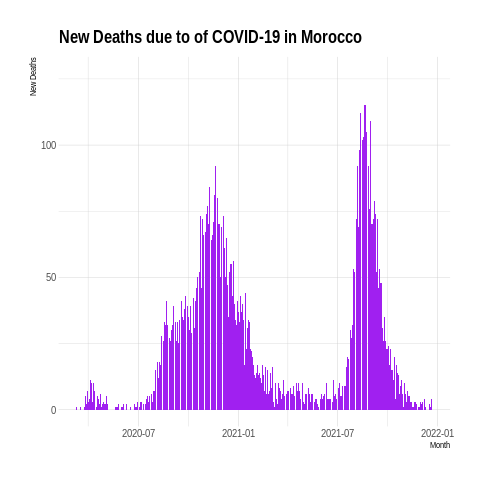 New Deaths due to of COVID-19 in Morocco
New Deaths
100
50
0
2020-07 2021-01 2021-07 2022-01
Month